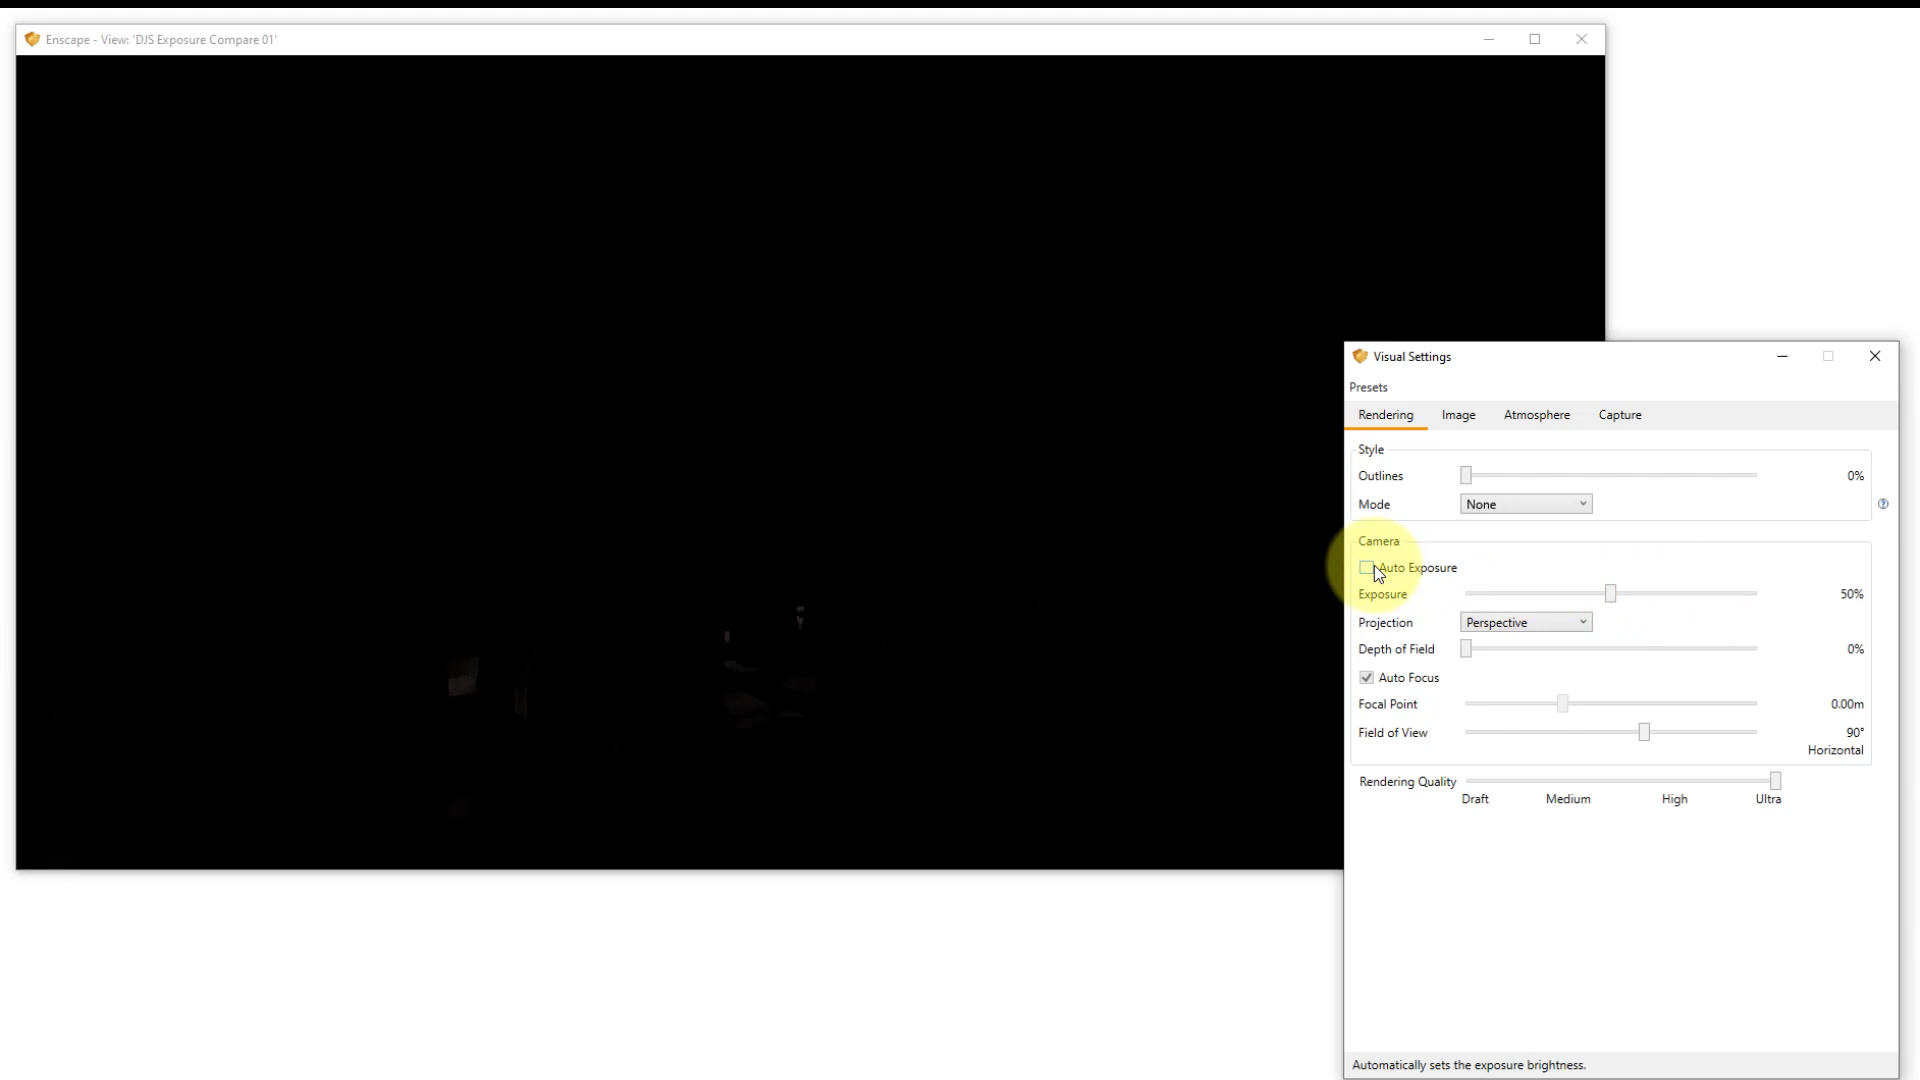 Enscape - View: 'DJS Exposure Compare 01'
Visual Settings
Presets
Rendering Image Atmosphere Capture
Style
Outlines 0%
Mode None
Camera
Auto Exposure
Exposure 50%
Projection Perspective
Depth of Field 0%
Auto Focus
Focal Point 0.00m
Field of View 90°
Horizontal
Rendering Quality
Draft Medium High Ultra
Automatically sets the exposure brightness.